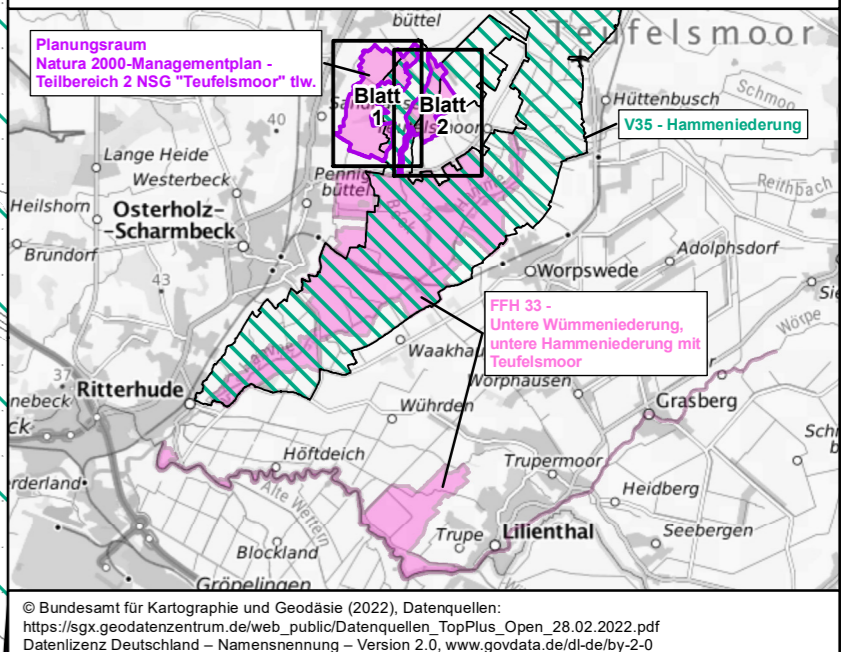 büttel
Teufelsmoor
Planungsraum
Natura 2000-Managementplan -
Teilbereich 2 NSG "Teufelsmoor" tlw.
Blatt
1
Blatt
2
Hüttenbusch
V35 - Hammeniederung
40
Lange Heide
Westerbeck
Pennig
büttel
Reithbach
Heilshorn
Osterholz-
-Scharmbeck
Brundorf
Adolphsdorf
Worpswede
43
FFH 33 -
Untere Wümmeniederung,
untere Hammeniederung mit
Teufelsmoor
Wörpe
Waakhau
Worphausen
37
Ritterhude
nebeck
Wührden
Grasberg
ck
Höftdeich
Trupermoor
rderland
Alte Wettern
Heidberg
Trupe
Lilienthal
Seebergen
Blockland
Gröpelingen
© Bundesamt für Kartographie und Geodäsie (2022), Datenquellen:
https://sgx.geodatenzentrum.de/web_public/Datenquellen_TopPlus_Open_28.02.2022.pdf
Datenlizenz Deutschland – Namensnennung – Version 2.0, www.govdata.de/dl-de/by-2-0